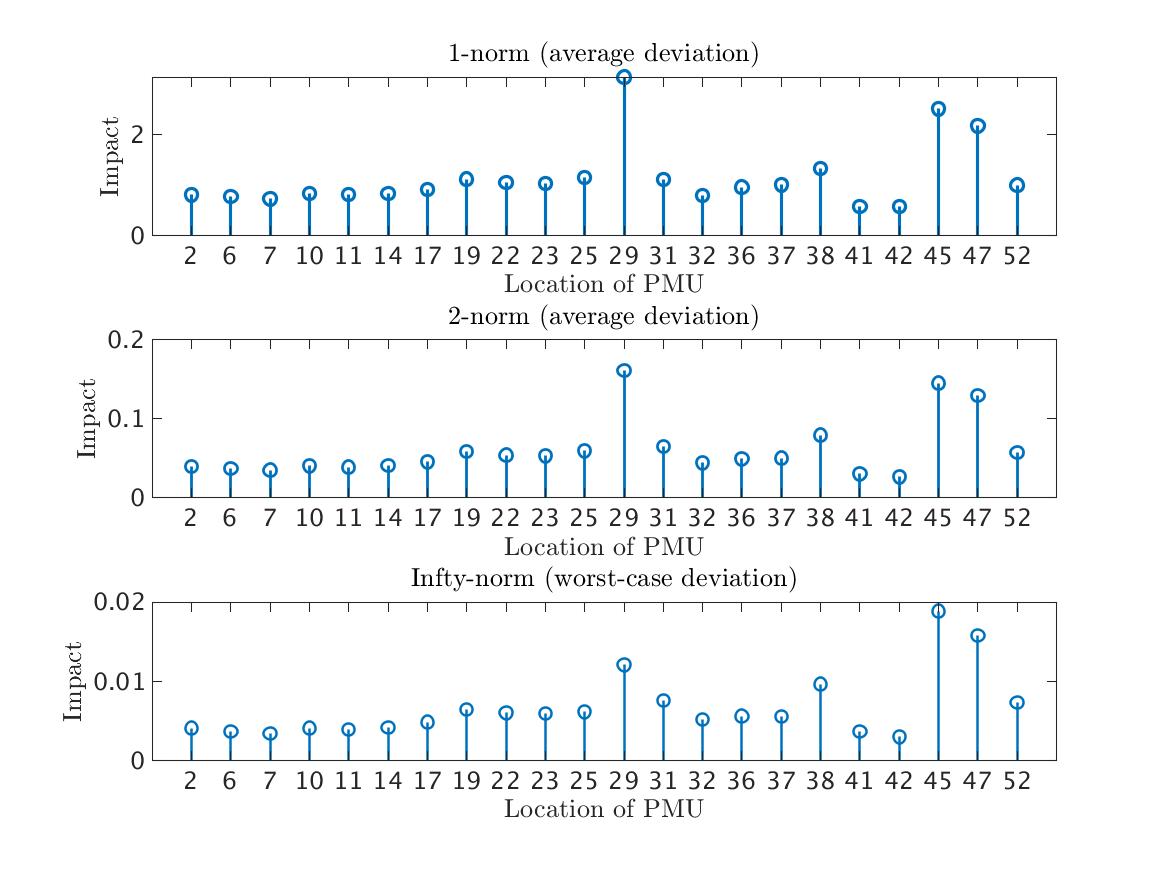 1-norm (average deviation)
Impact
2
0
2 6 7 10 11 14 17 19 22 23 25 29 31 32 36 37 38 41 42 45 47 52
Location of PMU
2-norm (average deviation)
Impact
0.2
0.1
0
2 6 7 10 11 14 17 19 22 23 25 29 31 32 36 37 38 41 42 45 47 52
Location of PMU
Infty-norm (worst-case deviation)
Impact
0.02
0.01
0
2 6 7 10 11 14 17 19 22 23 25 29 31 32 36 37 38 41 42 45 47 52
Location of PMU